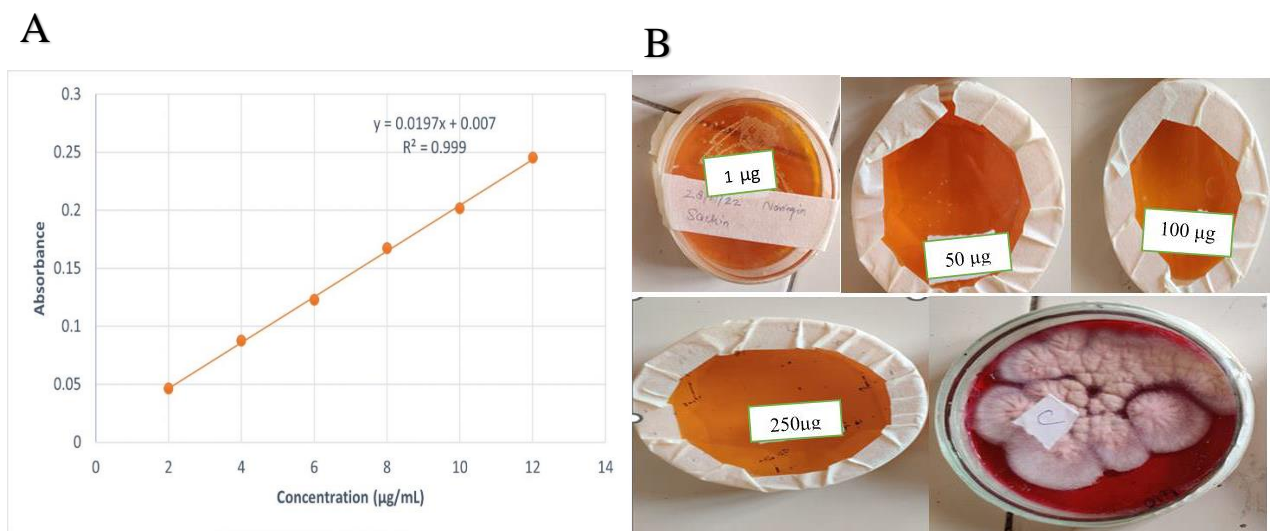 A
B
0.3
0.25
0.2
0.15
0.1
0.05
0
y = 0.0197x + 0.007
R² = 0.999
0
2
4
6
8
10
12
14
Absorbance
Concentration (µg/mL)
1 µg
Naringin
Sachin
50 µg
100 µg
250µg
C